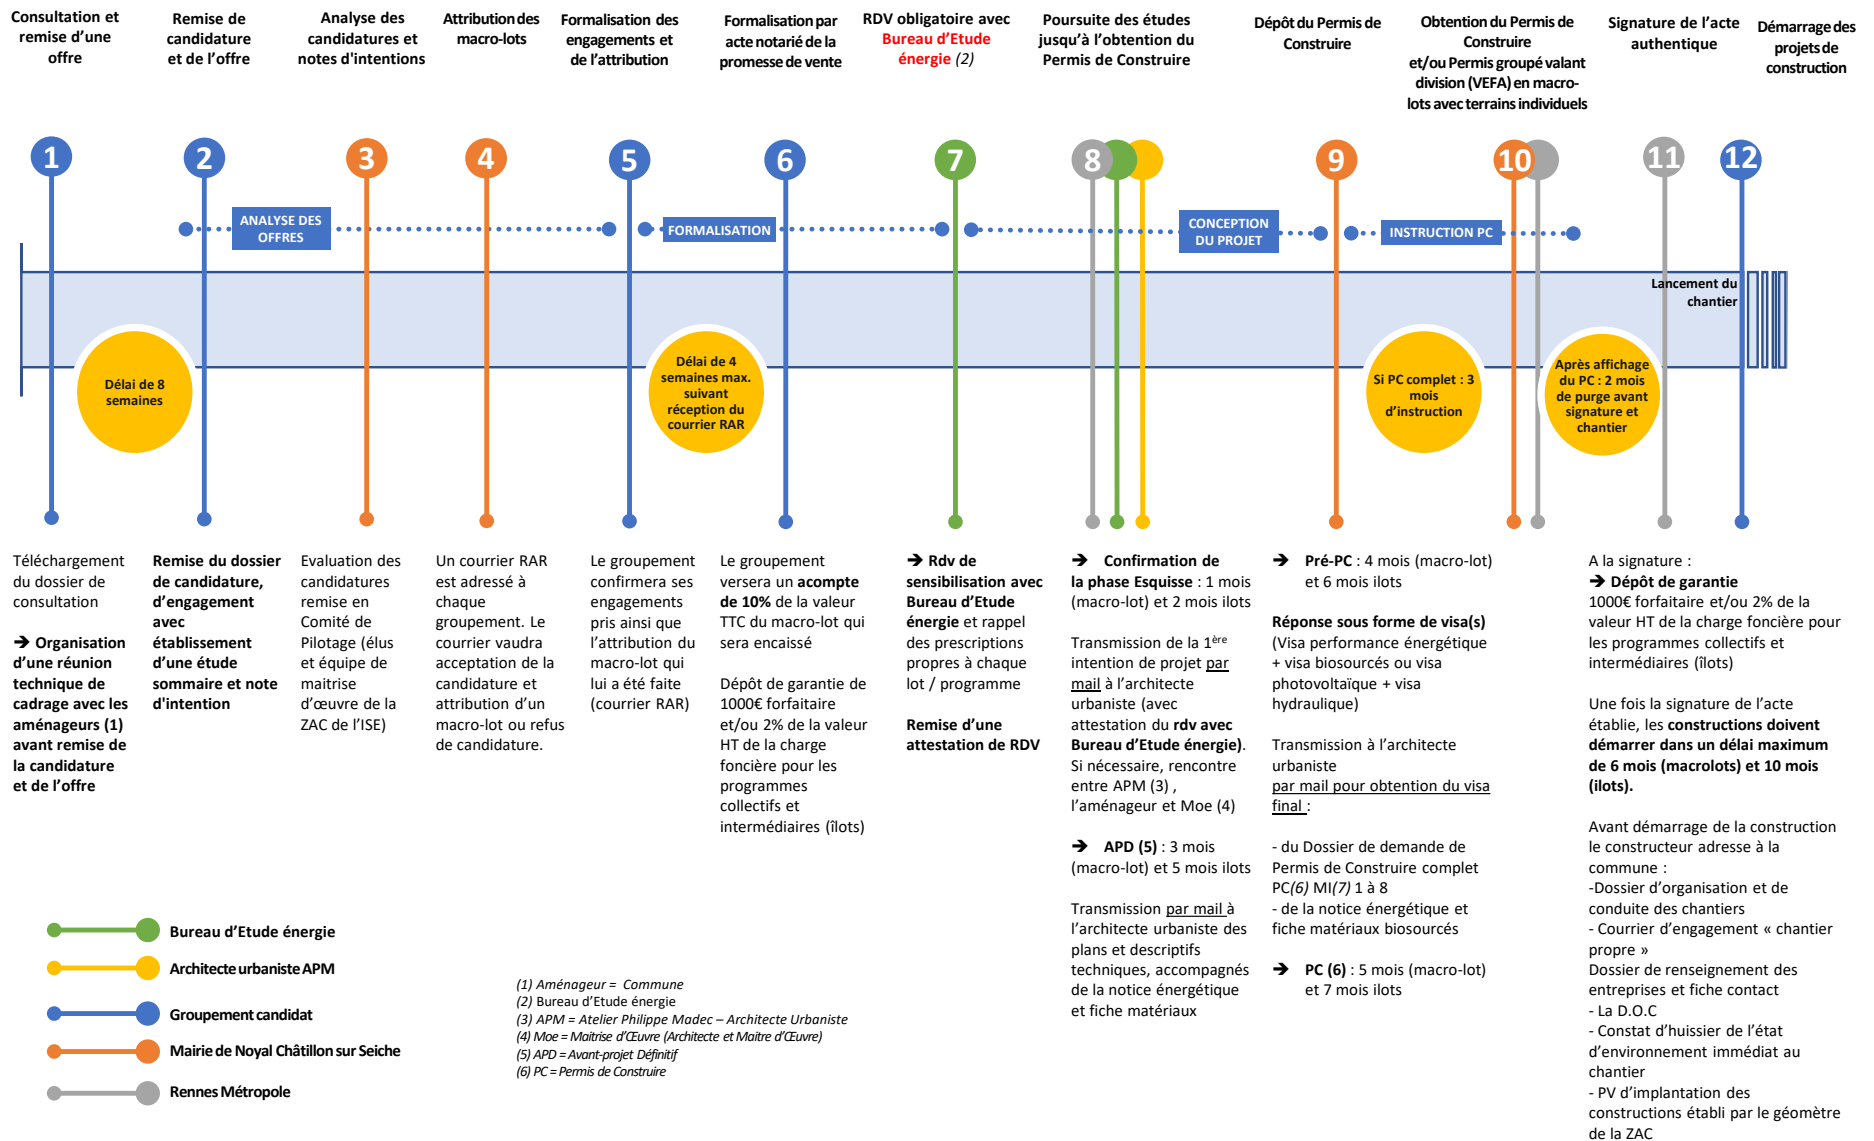 Consultation et
remise d’une
offre
Remise de
candidature
et de l’offre
Analyse des
candidatures et
notes d'intentions
Attribution des
macro-lots
Formalisation des
engagements et
de l’attribution
Formalisation par
acte notarié de la
promesse de vente
RDV obligatoire avec
Bureau d’Etude
énergie (2)
Poursuite des études
jusqu’à l’obtention du
Permis de Construire
Dépôt du Permis de
Construire
Obtention du Permis de
Construire
et/ou Permis groupé valant
division (VEFA) en macro-
lots avec terrains individuels
Signature de l’acte
authentique
Démarrage des
projets de
construction
1
2
3
4
5
6
7
8
9
10
11
12
ANALYSE DES
OFFRES
FORMALISATION
CONCEPTION
DU PROJET
INSTRUCTION PC
Lancement du
chantier
Délai de 8
semaines
Délai de 4
semaines max.
suivant
réception du
courrier RAR
Si PC complet : 3
mois
d’instruction
Après affichage
du PC : 2 mois
de purge avant
signature et
chantier
Téléchargement
du dossier de
consultation
➔ Organisation
d’une réunion
technique de
cadrage avec les
aménageurs (1)
avant remise de
la candidature
et de l’offre
Remise du dossier
de candidature,
d’engagement
avec
établissement
d’une étude
sommaire et note
d'intention
Evaluation des
candidatures
remise en
Comité de
Pilotage (élus
et équipe de
maitrise
d’œuvre de la
ZAC de l’ISE)
Un courrier RAR
est adressé à
chaque
groupement. Le
courrier vaudra
acceptation de la
candidature et
attribution d’un
macro-lot ou refus
de candidature.
Le groupement
confirmera ses
engagements
pris ainsi que
l’attribution du
macro-lot qui
lui a été faite
(courrier RAR)
Le groupement
versera un acompte
de 10% de la valeur
TTC du macro-lot qui
sera encaissé
Dépôt de garantie de
1000€ forfaitaire
et/ou 2% de la valeur
HT de la charge
foncière pour les
programmes
collectifs et
intermédiaires (îlots)
➔ Rdv de
sensibilisation avec
Bureau d’Etude
énergie et rappel
des prescriptions
propres à chaque
lot / programme
Remise d’une
attestation de RDV
➔ Confirmation de
la phase Esquisse : 1 mois
(macro-lot) et 2 mois ilots
Transmission de la 1ère
intention de projet par
mail à l’architecte
urbaniste (avec
attestation du rdv avec
Bureau d’Etude énergie).
Si nécessaire, rencontre
entre APM (3) ,
l’aménageur et Moe (4)
➔ APD (5) : 3 mois
(macro-lot) et 5 mois ilots
Transmission par mail à
l’architecte urbaniste des
plans et descriptifs
techniques, accompagnés
de la notice énergétique
et fiche matériaux
➔ Pré-PC : 4 mois (macro-lot)
et 6 mois ilots
Réponse sous forme de visa(s)
(Visa performance énergétique
+ visa biosourcés ou visa
photovoltaïque + visa
hydraulique)
Transmission à l’architecte
urbaniste
par mail pour obtention du visa
final :
- du Dossier de demande de
Permis de Construire complet
PC(6) MI(7) 1 à 8
- de la notice énergétique et
fiche matériaux biosourcés
➔ PC (6) : 5 mois (macro-lot)
et 7 mois ilots
A la signature :
➔ Dépôt de garantie
1000€ forfaitaire et/ou 2% de la
valeur HT de la charge foncière pour
les programmes collectifs et
intermédiaires (îlots)
Une fois la signature de l’acte
établie, les constructions doivent
démarrer dans un délai maximum
de 6 mois (macrolots) et 10 mois
(ilots).
Avant démarrage de la construction
le constructeur adresse à la
commune :
-Dossier d’organisation et de
conduite des chantiers
- Courrier d’engagement « chantier
propre »
Dossier de renseignement des
entreprises et fiche contact
- La D.O.C
- Constat d’huissier de l’état
d’environnement immédiat au
chantier
- PV d’implantation des
constructions établi par le géomètre
de la ZAC
Bureau d’Etude énergie
Architecte urbaniste APM
Groupement candidat
Mairie de Noyal Châtillon sur Seiche
Rennes Métropole
(1) Aménageur = Commune
(2) Bureau d’Etude énergie
(3) APM = Atelier Philippe Madec – Architecte Urbaniste
(4) Moe = Maitrise d’Œuvre (Architecte et Maitre d’Œuvre)
(5) APD = Avant-projet Définitif
(6) PC = Permis de Construire